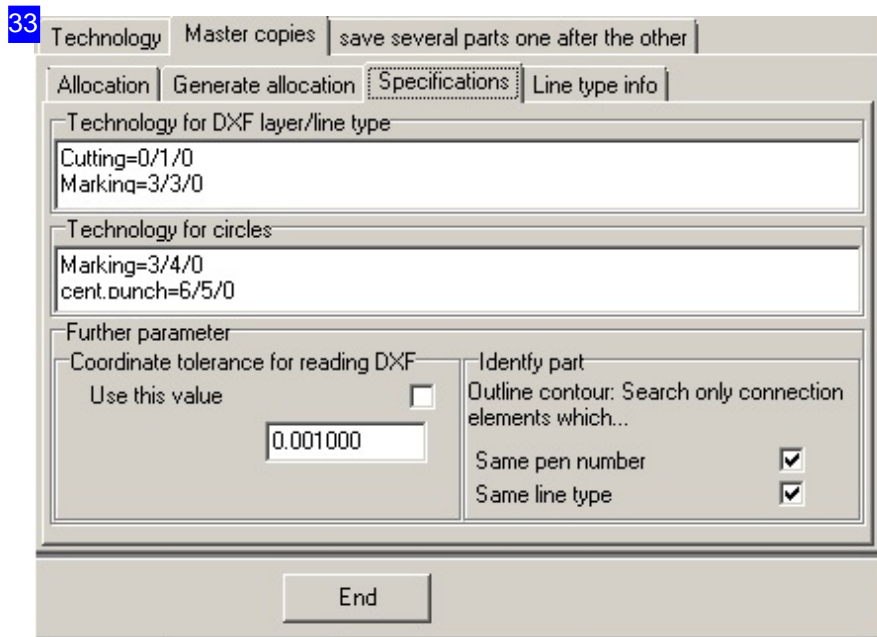 33
Technology Master copies save several parts one after the other
Allocation Generate allocation Specifications Line type info
Technology for DXF layer/line type
Cutting=0/1/0
Marking=3/3/0
Technology for circles
Marking=3/4/0
cent.punch=6/5/0
Further parameter
Coordinate tolerance for reading DXF
Use this value
0.001000
Identfy part
Outline contour: Search only connection
elements which...
Same pen number
Same line type
End